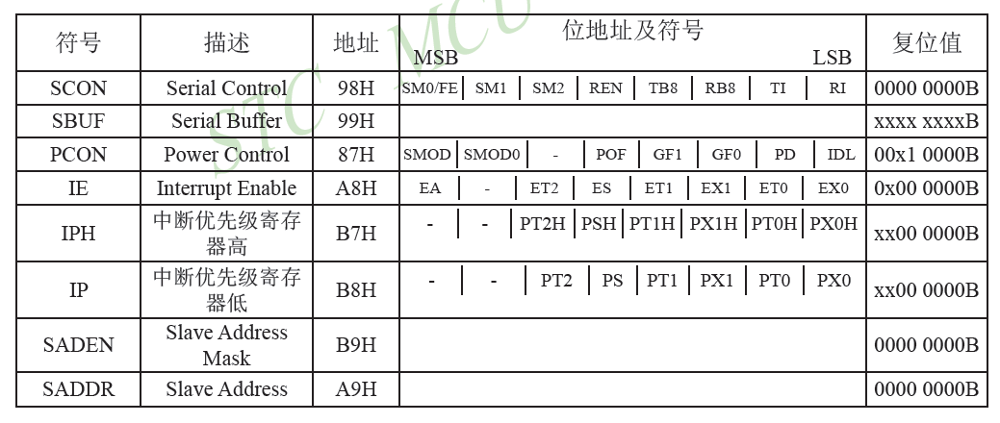 STC MCU
符号 描述 地址 位地址及符号 复位值
MSB LSB
SCON Serial Control 98H SM0/FE SM1 SM2 REN TB8 RB8 TI RI 0000 0000B
SBUF Serial Buffer 99H xxxx xxxxB
PCON Power Control 87H SMOD SMOD0 - POF GF1 GF0 PD IDL 00x1 0000B
IE Interrupt Enable A8H EA - ET2 ES ET1 EX1 ET0 EX0 0x00 0000B
IPH 中断优先级寄存 B7H - - PT2H PSH PT1H PX1H PT0H PX0H xx00 0000B
器高
IP 中断优先级寄存 B8H - - PT2 PS PT1 PX1 PT0 PX0 xx00 0000B
器低
SADEN Slave Address B9H 0000 0000B
Mask
SADDR Slave Address A9H 0000 0000B